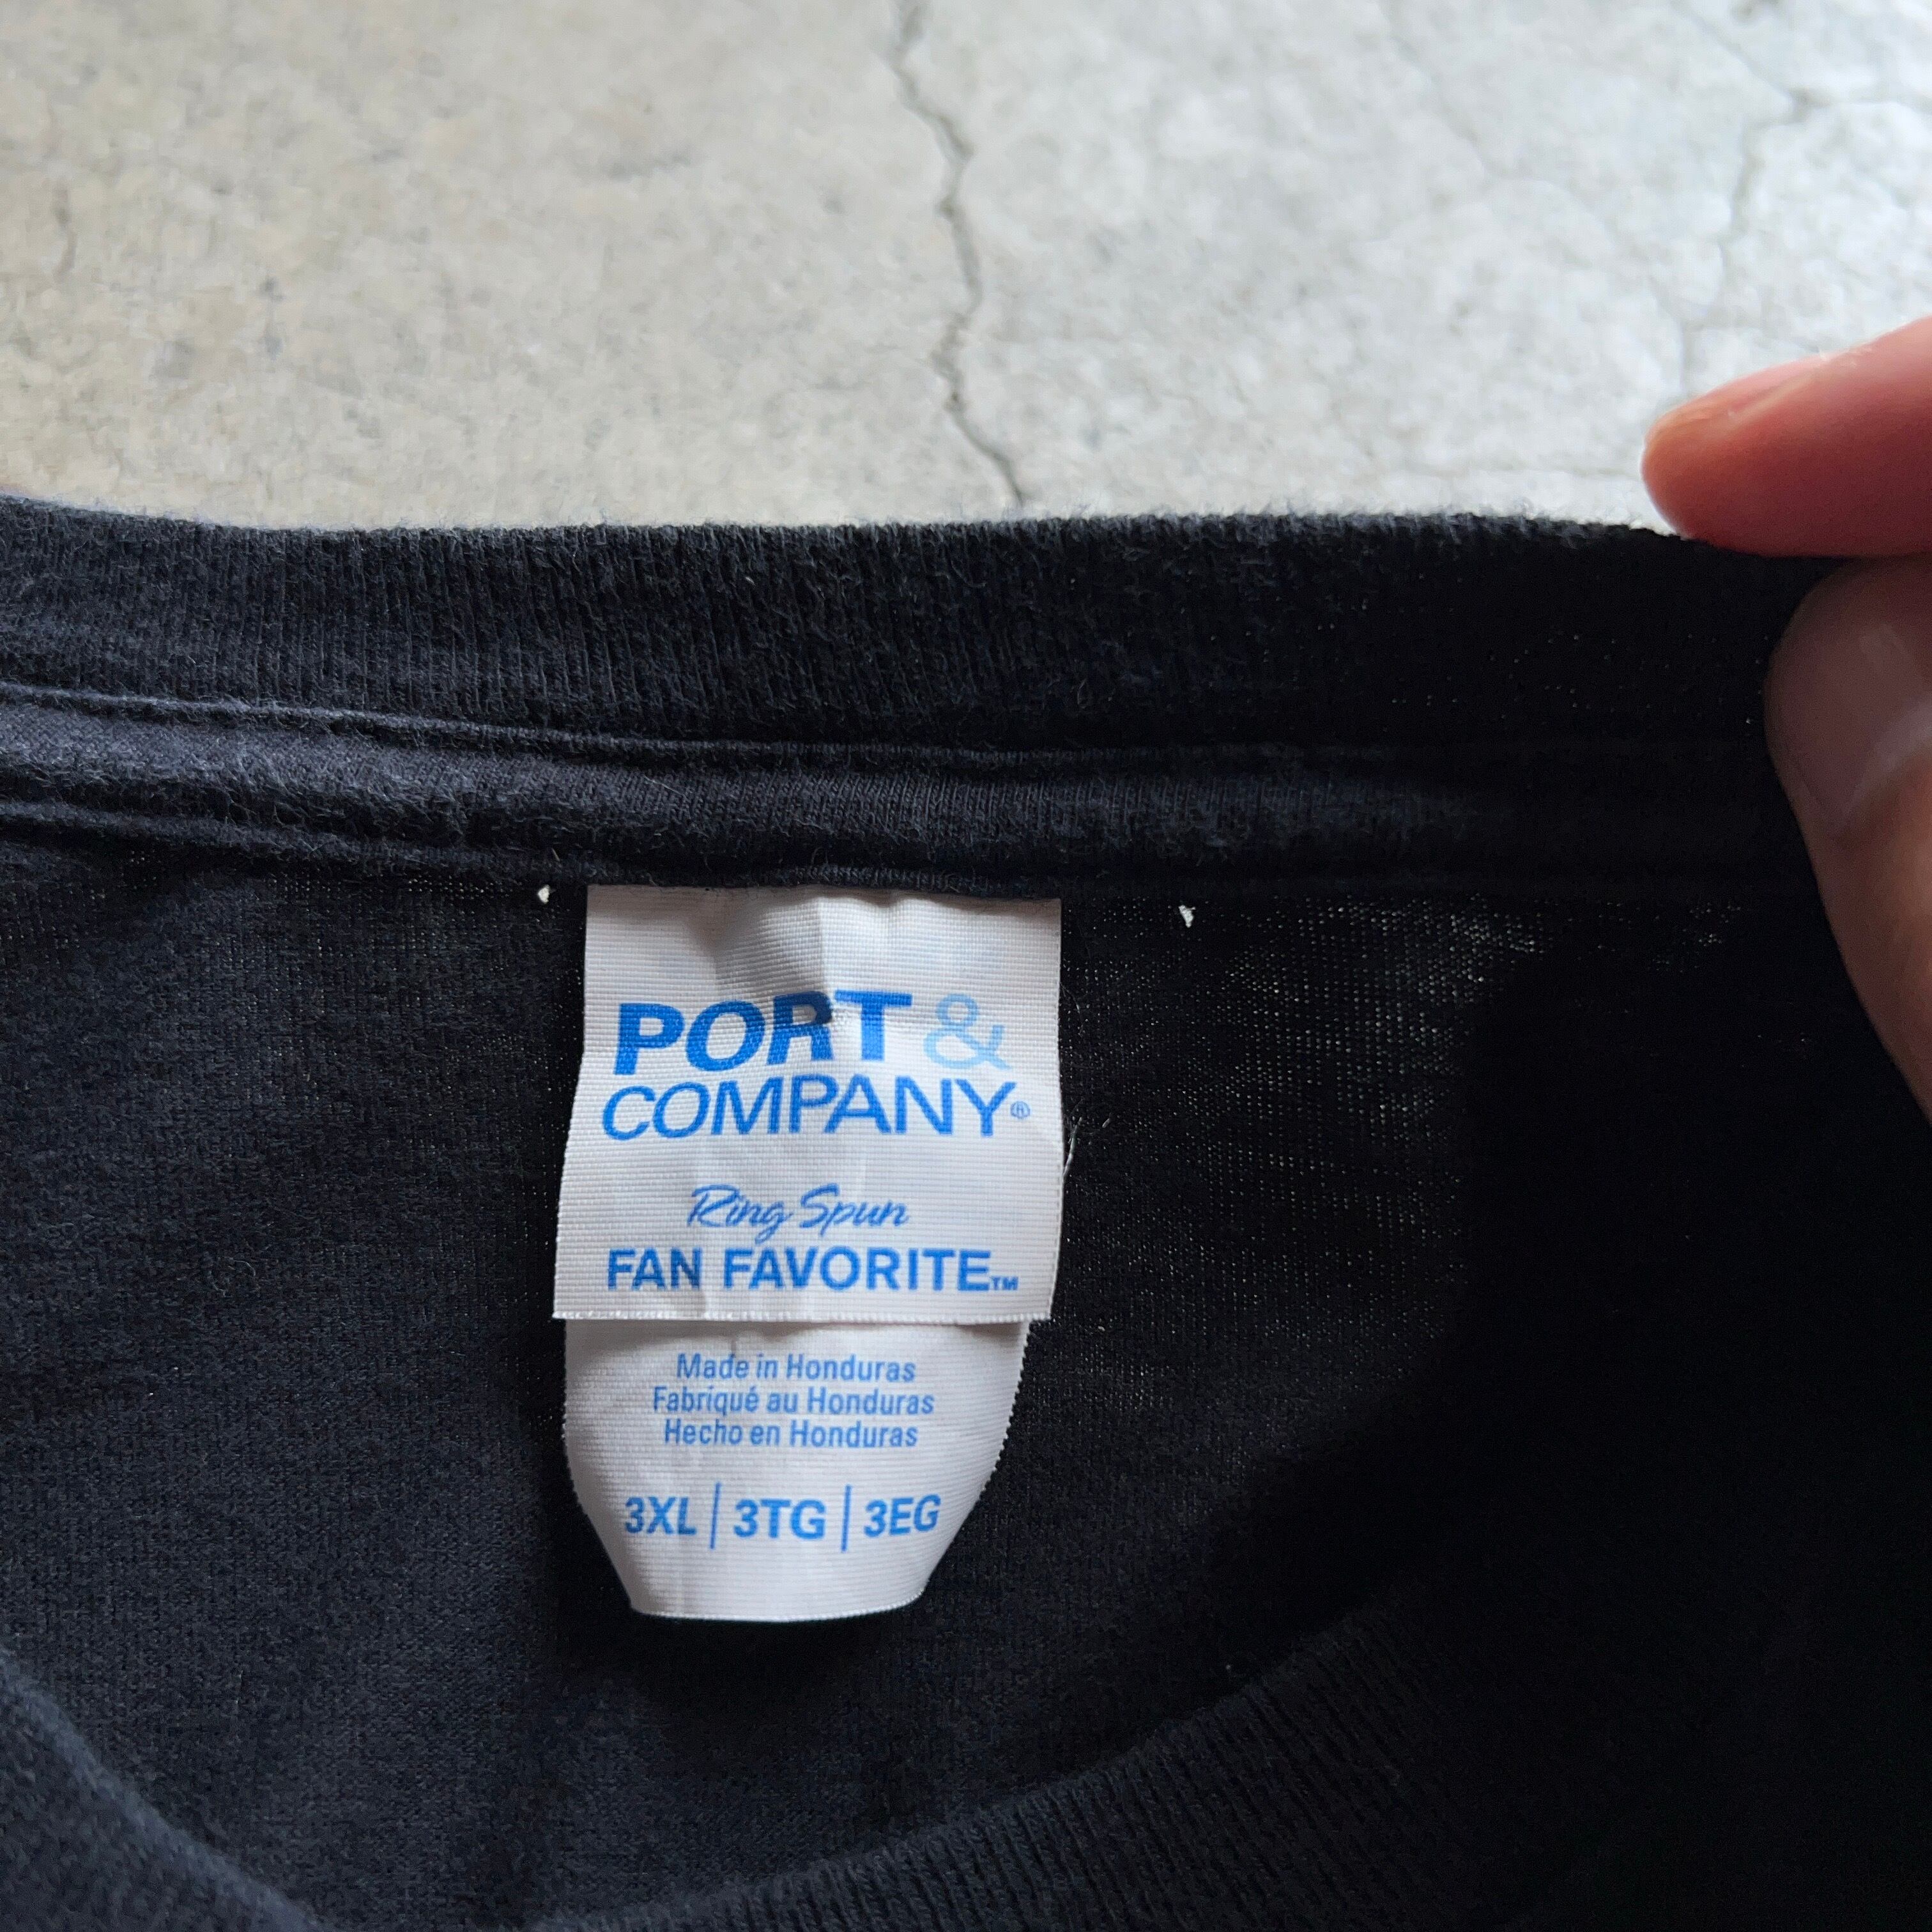 PORT &
COMPANY®
Ring Spun
FAN FAVORITE™
Made in Honduras
Fabriqué au Honduras
Hecho en Honduras
3XL | 3TG | 3EG